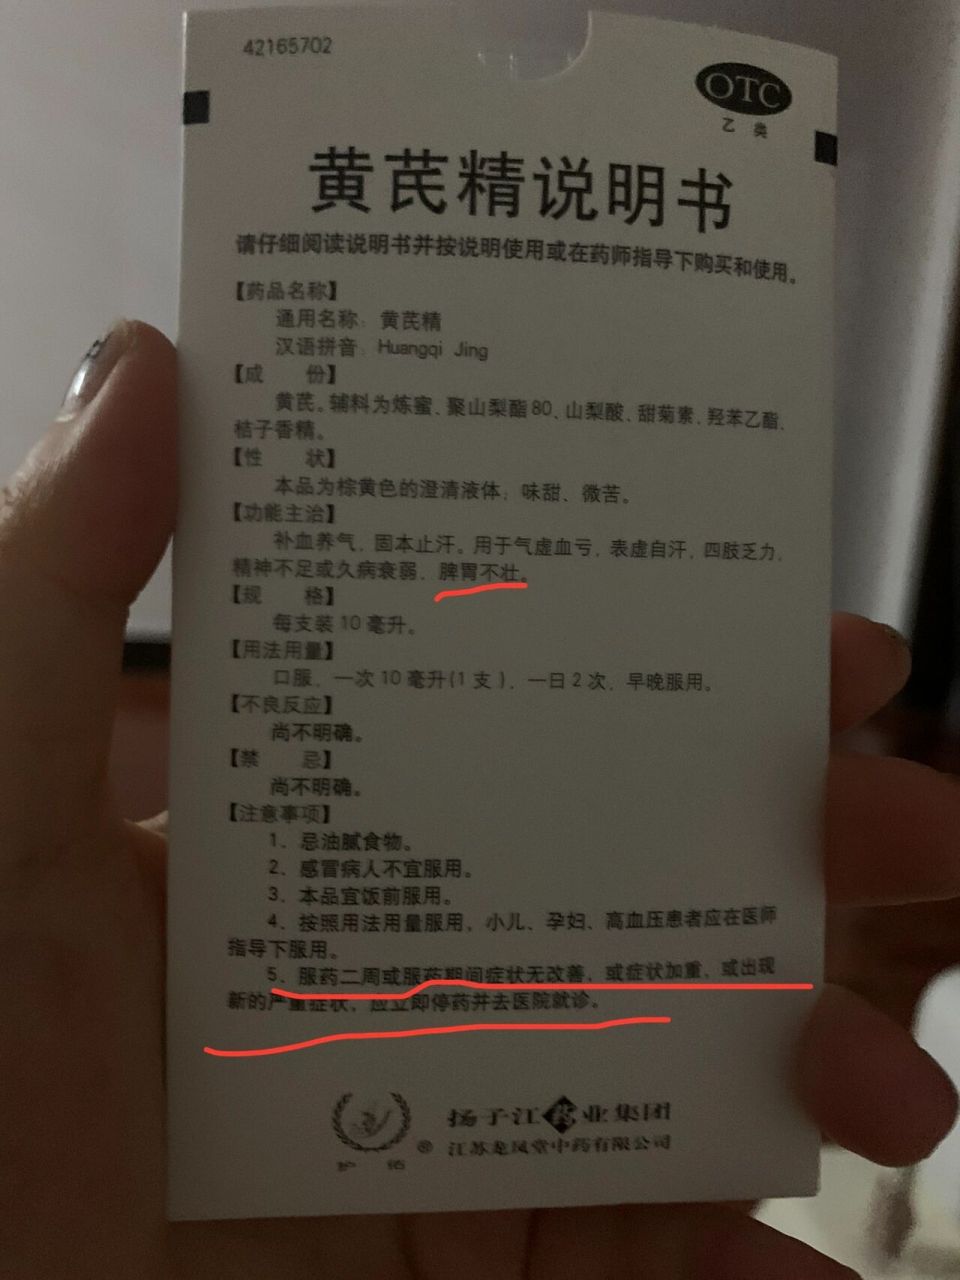 42165702
OTC
乙类
黄芪精说明书
请仔细阅读说明书并按说明使用或在药师指导下购买和使用。
【药品名称】
通用名称：黄芪精
汉语拼音：Huangqi Jing
【成 份】
黄芪。辅料为炼蜜、聚山梨酯80、山梨酸、甜菊素、羟苯乙酯、
桔子香精。
【性 状】
本品为棕黄色的澄清液体；味甜、微苦。
【功能主治】
补血养气，固本止汗。用于气虚血亏，表虚自汗，四肢乏力，
精神不足或久病衰弱，脾胃不壮。
【规 格】
每支装10毫升。
【用法用量】
口服，一次10毫升(1支)，一日2次，早晚服用。
【不良反应】
尚不明确。
【禁 忌】
尚不明确。
【注意事项】
1．忌油腻食物。
2．感冒病人不宜服用。
3．本品宜饭前服用。
4．按照用法用量服用，小儿、孕妇、高血压患者应在医师
指导下服用。
5．服药二周或服药期间症状无改善，或症状加重，或出现
新的严重症状，应立即停药并去医院就诊。
护佑
®
扬子江药业集团
江苏龙凤堂中药有限公司